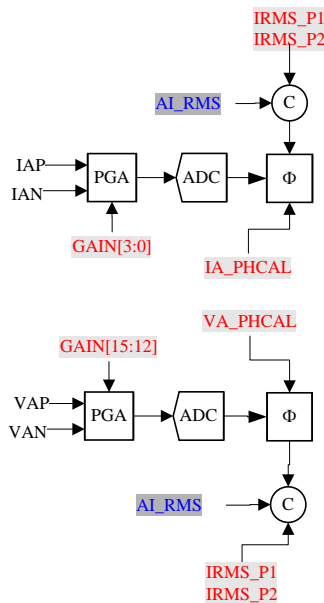 IRMS_P1
IRMS_P2
AI_RMS
C
IAP
IAN
PGA
ADC
Φ
GAIN[3:0]
IA_PHCAL
VA_PHCAL
GAIN[15:12]
VAP
VAN
PGA
ADC
Φ
AI_RMS
C
IRMS_P1
IRMS_P2